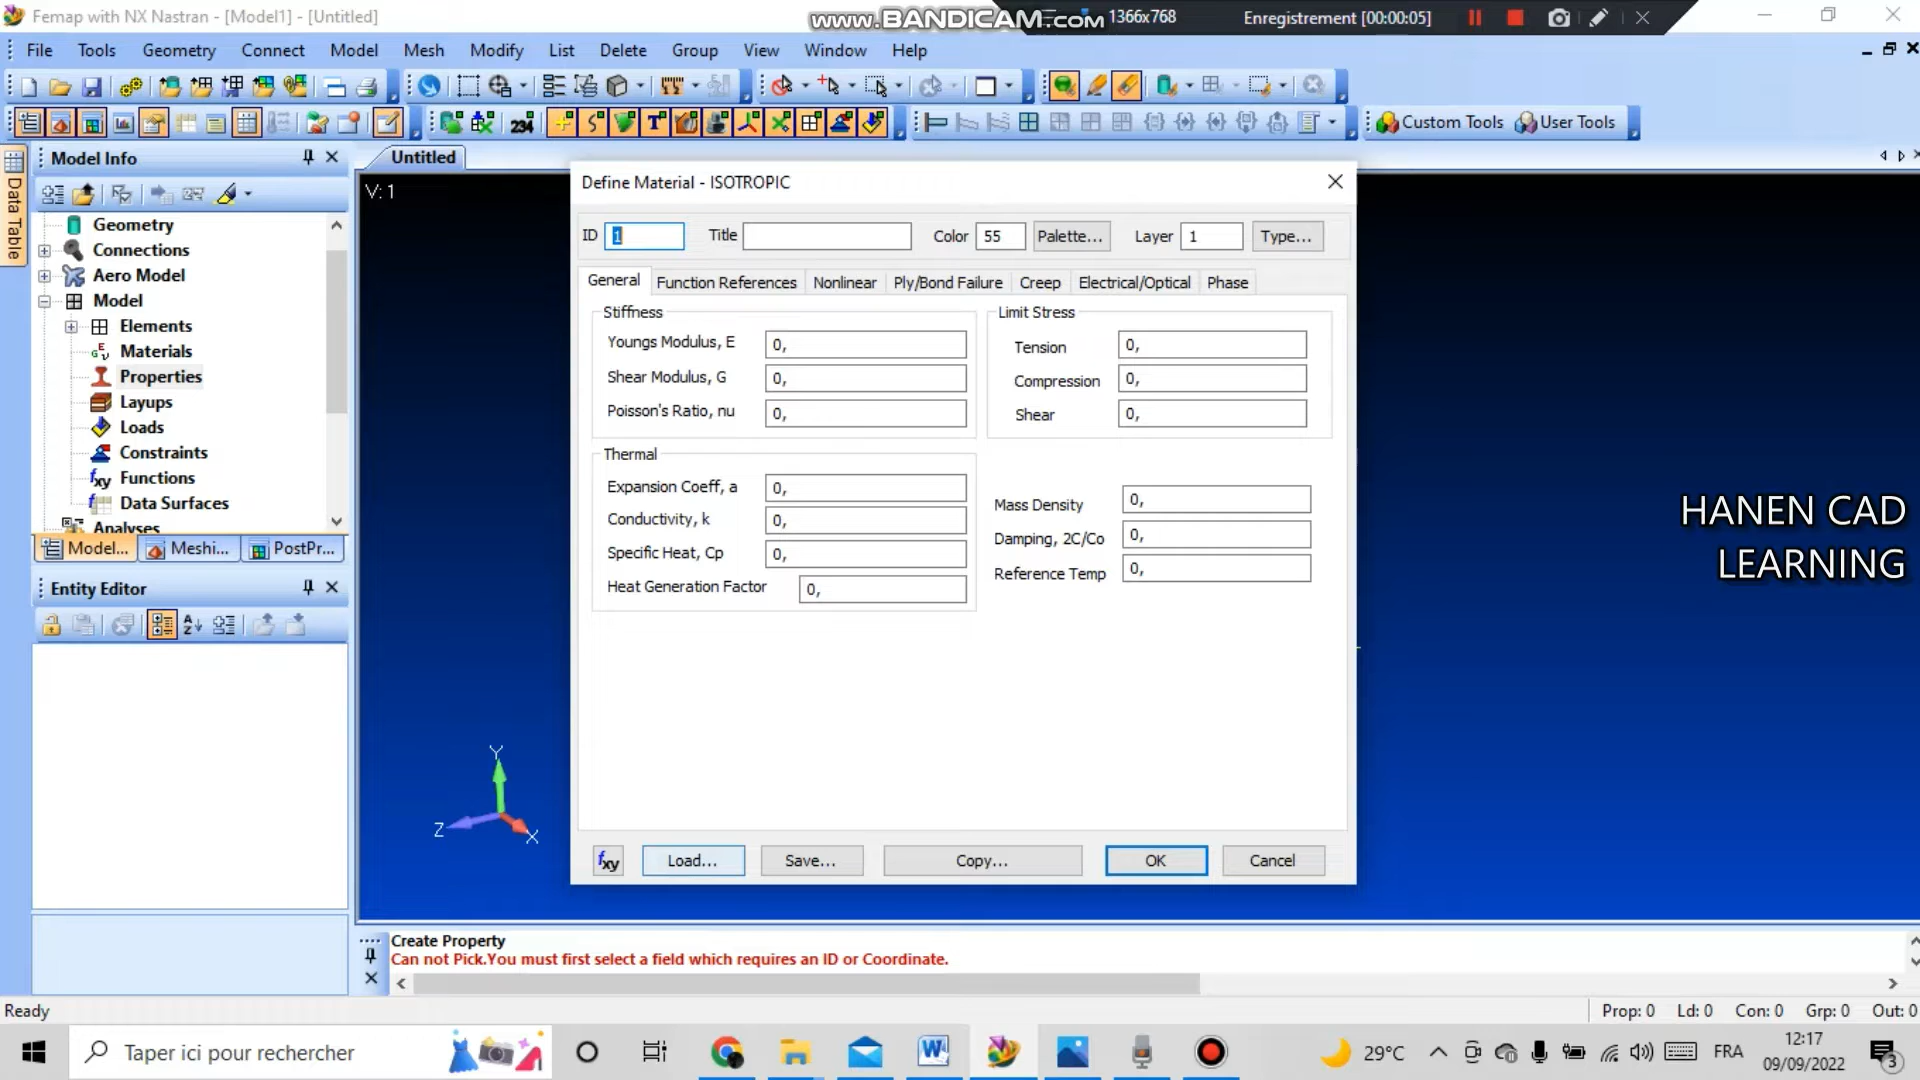 Femap with NX Nastran - [Model1] - [Untitled]
www.BANDICAM.com
1366x768
Enregistrement [00:00:05]
File Tools Geometry Connect Model Mesh Modify List Delete Group View Window Help
234
Custom Tools
User Tools
Data Table
Model Info
Geometry
Connections
Aero Model
Model
Elements
Materials
Properties
Layups
Loads
Constraints
Functions
Data Surfaces
Analyses
Model...
Meshi...
PostPr...
Entity Editor
Untitled
V: 1
Y
Z
X
Define Material - ISOTROPIC
ID 1 Title Color 55 Palette... Layer 1 Type...
General Function References Nonlinear Ply/Bond Failure Creep Electrical/Optical Phase
Stiffness
Youngs Modulus, E 0,
Shear Modulus, G 0,
Poisson's Ratio, nu 0,
Limit Stress
Tension 0,
Compression 0,
Shear 0,
Thermal
Expansion Coeff, a 0,
Conductivity, k 0,
Specific Heat, Cp 0,
Heat Generation Factor 0,
Mass Density 0,
Damping, 2C/Co 0,
Reference Temp 0,
fxy Load... Save... Copy... OK Cancel
HANEN CAD
LEARNING
Create Property
Can not Pick.You must first select a field which requires an ID or Coordinate.
Ready
Prop: 0 Ld: 0 Con: 0 Grp: 0 Out: 0
Taper ici pour rechercher
29°C
FRA
12:17
09/09/2022
3